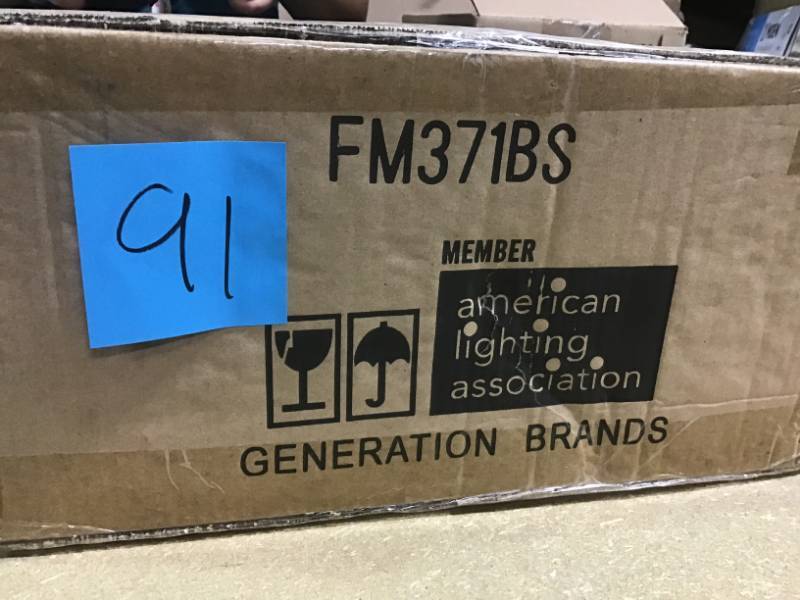 FM371BS
91
MEMBER
american
lighting
association
GENERATION BRANDS